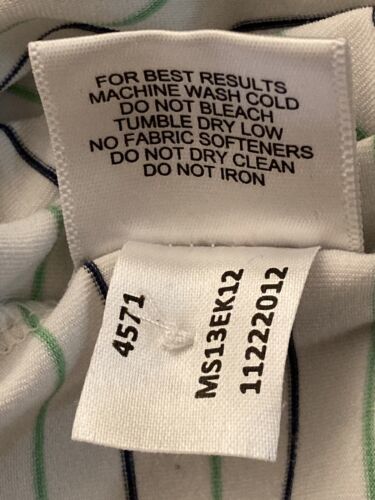 FOR BEST RESULTS
MACHINE WASH COLD
DO NOT BLEACH
TUMBLE DRY LOW
NO FABRIC SOFTENERS
DO NOT DRY CLEAN
DO NOT IRON
4571
MS13EK12
11222012